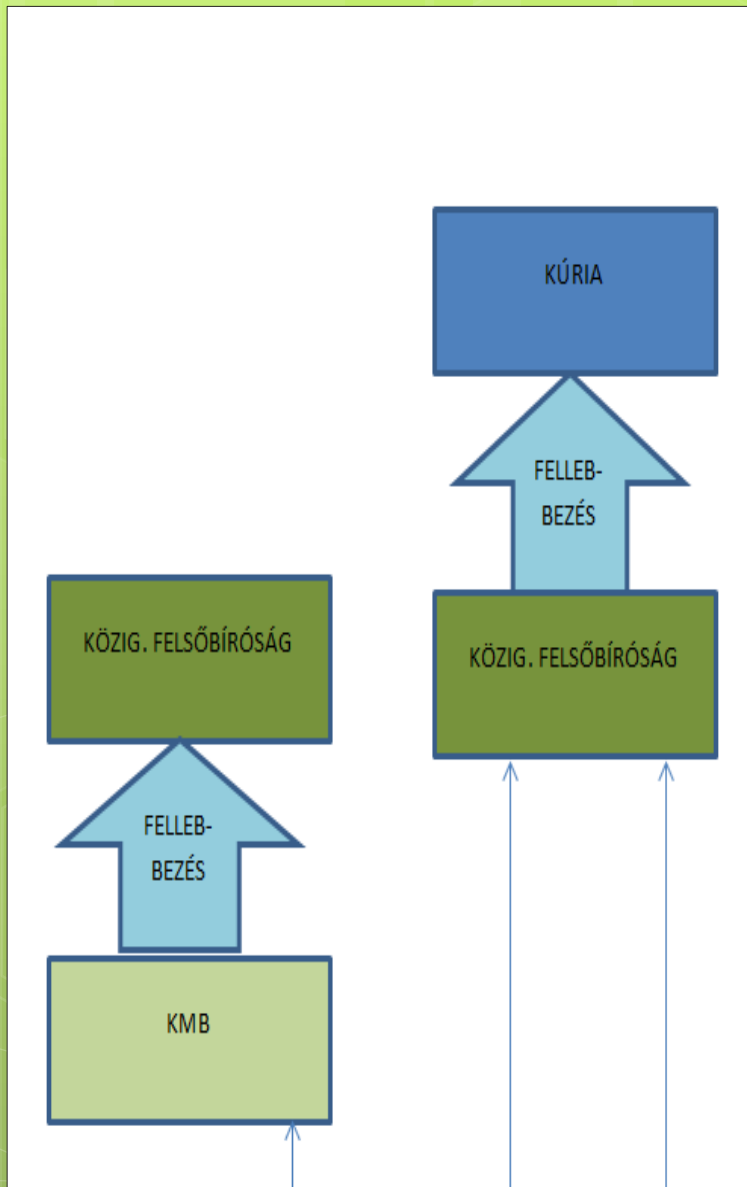 KÚRIA
FELLEB-
BEZÉS
KÖZIG. FELSŐBÍRÓSÁG
KÖZIG. FELSŐBÍRÓSÁG
FELLEB-
BEZÉS
KMB